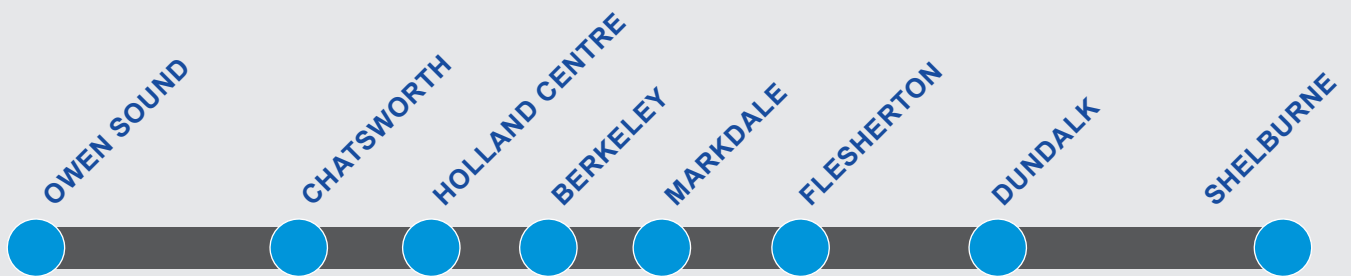 OWEN SOUND
CHATSWORTH
HOLLAND CENTRE
BERKELEY
MARKDALE
FLESHERTON
DUNDALK
SHELBURNE